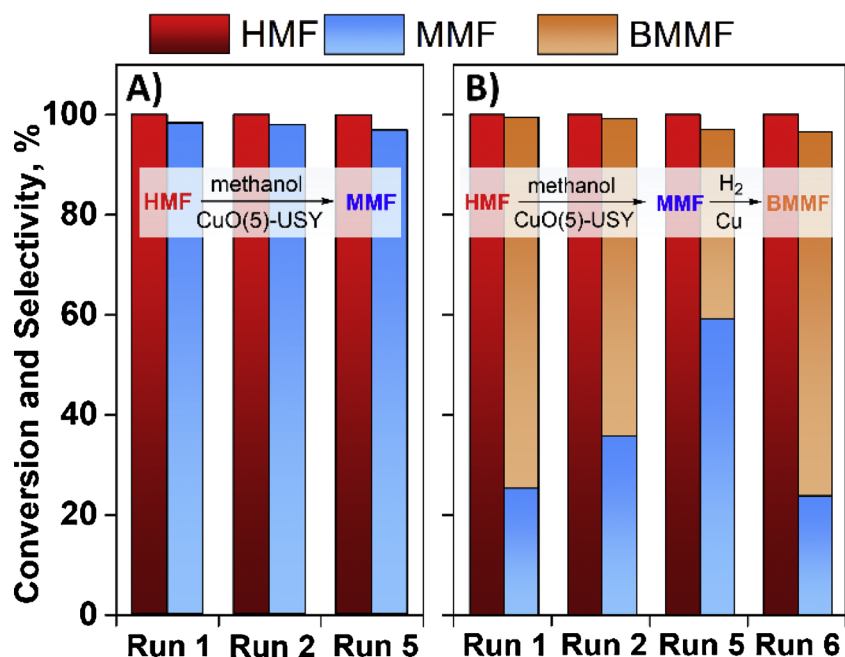 HMF MMF BMMF
Conversion and Selectivity, %
A)
B)
100
80
60
40
20
0
HMF methanol MMF
CuO(5)-USY
HMF methanol MMF H2 BMMF
CuO(5)-USY Cu
Run 1 Run 2 Run 5
Run 1 Run 2 Run 5 Run 6